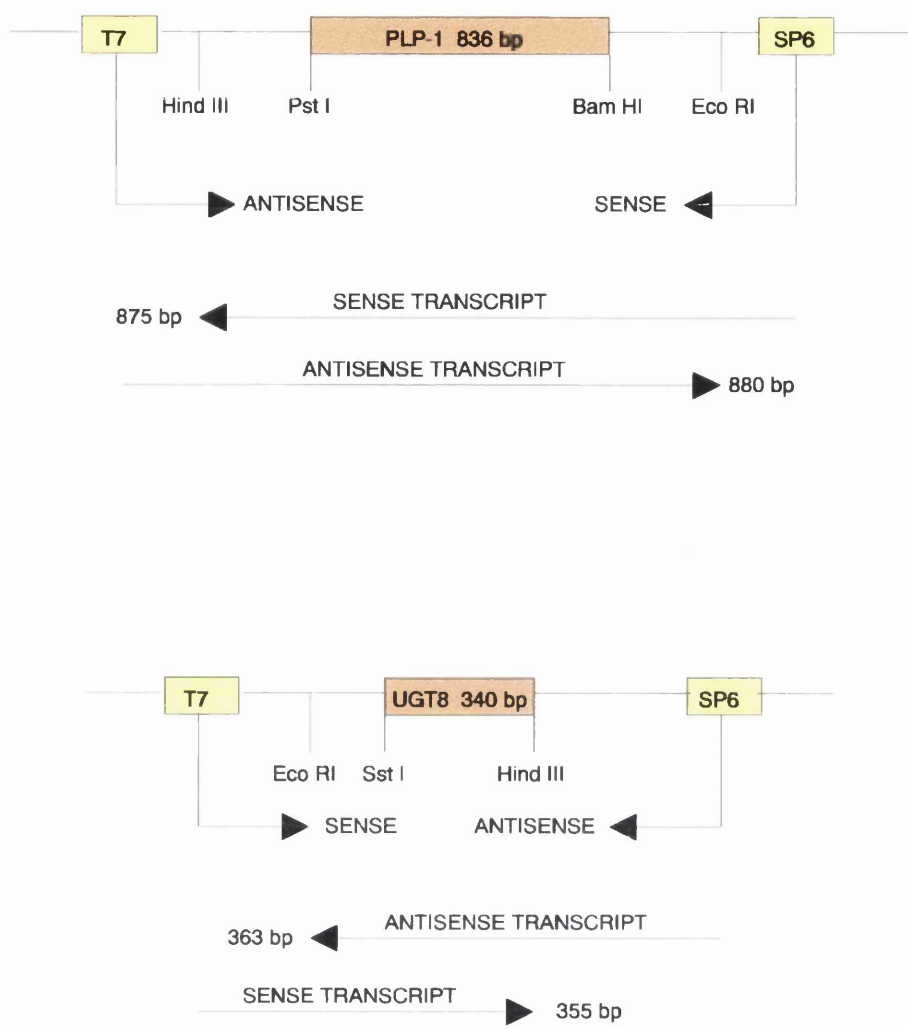 T7 PLP-1 836 bp SP6
Hind III Pst I Bam HI Eco RI
ANTISENSE SENSE
SENSE TRANSCRIPT
875 bp
ANTISENSE TRANSCRIPT
880 bp
T7 UGT8 340 bp SP6
Eco RI Sst I Hind III
SENSE ANTISENSE
ANTISENSE TRANSCRIPT
363 bp
SENSE TRANSCRIPT
355 bp